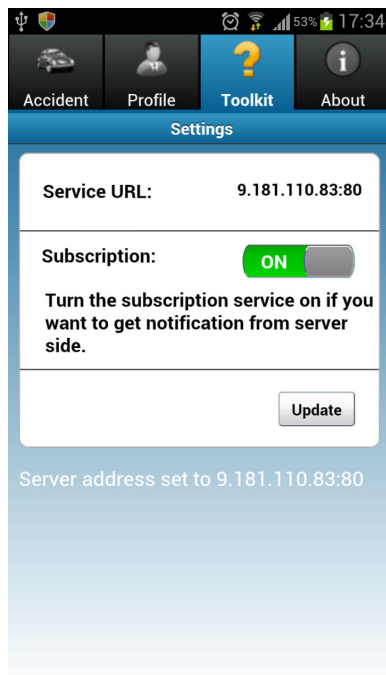 53% 17:34
Accident Profile Toolkit About
Settings
Service URL: 9.181.110.83:80
Subscription: ON
Turn the subscription service on if you
want to get notification from server
side.
Update
Server address set to 9.181.110.83:80